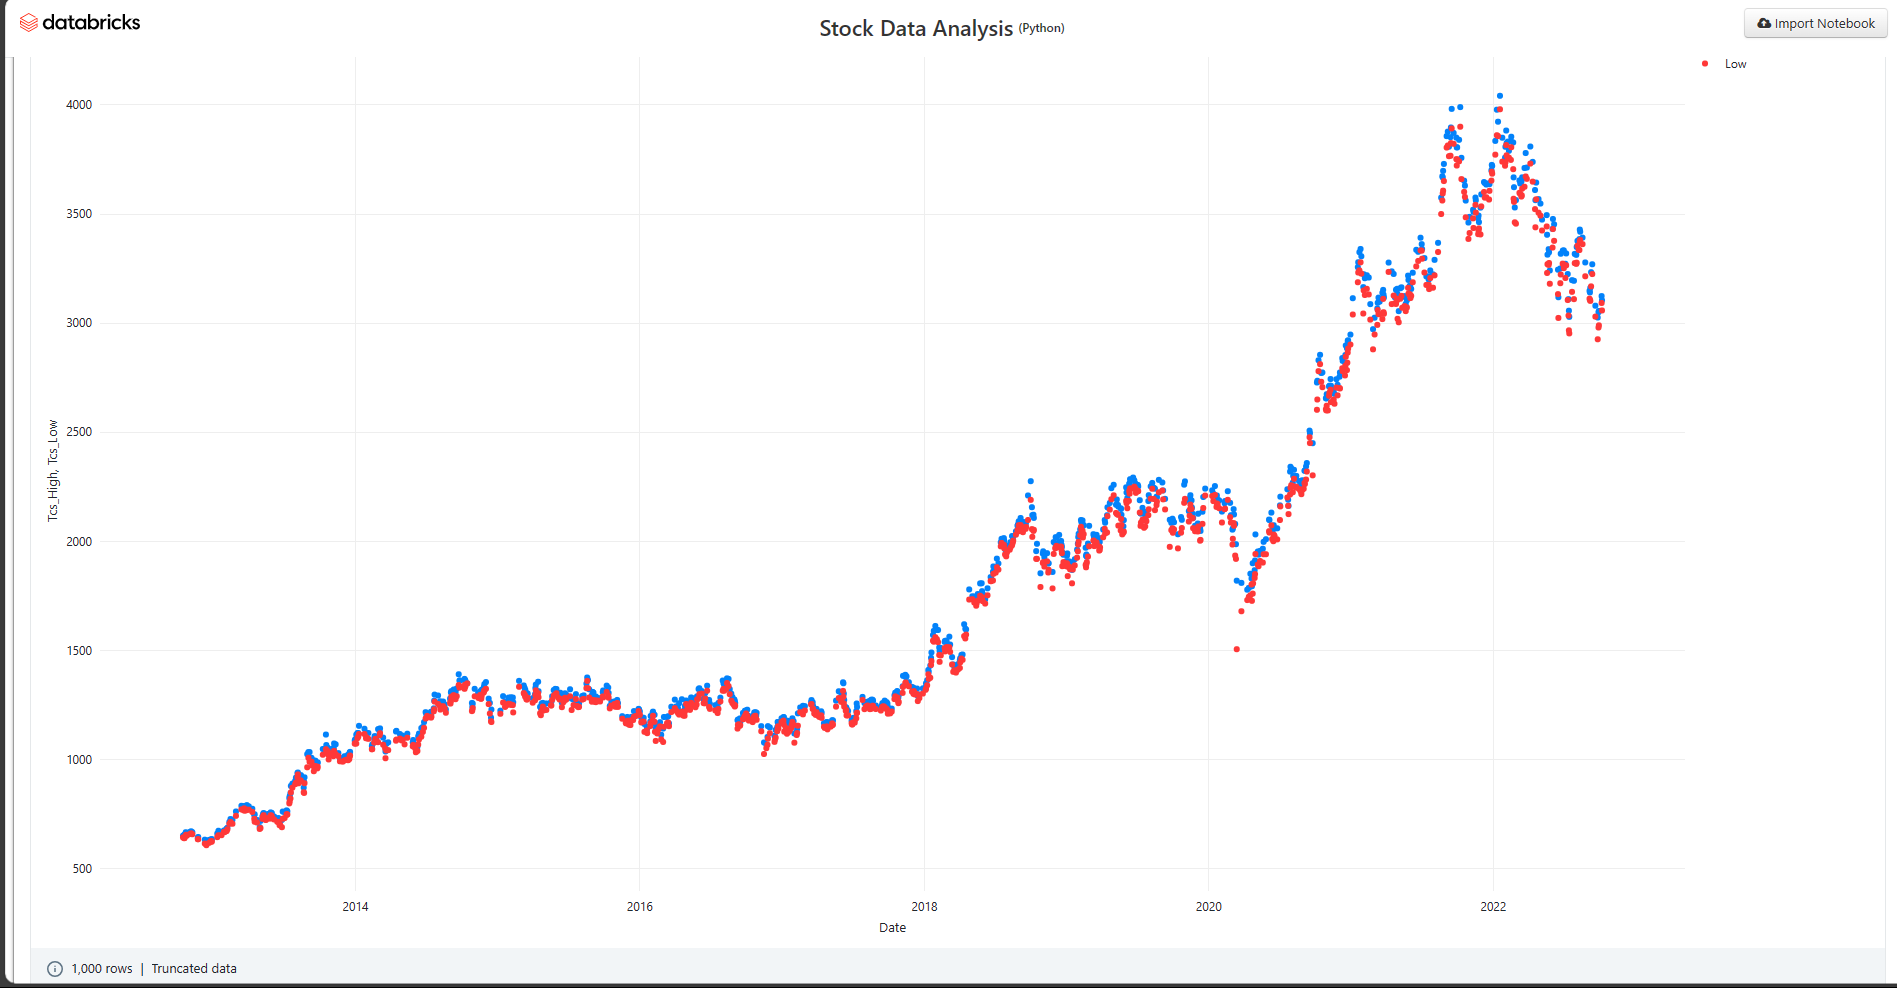 databricks
Stock Data Analysis (Python)
Import Notebook
Low
4000
3500
3000
2500
2000
1500
1000
500
Tcs_High, Tcs_Low
2014
2016
2018
2020
2022
Date
1,000 rows | Truncated data